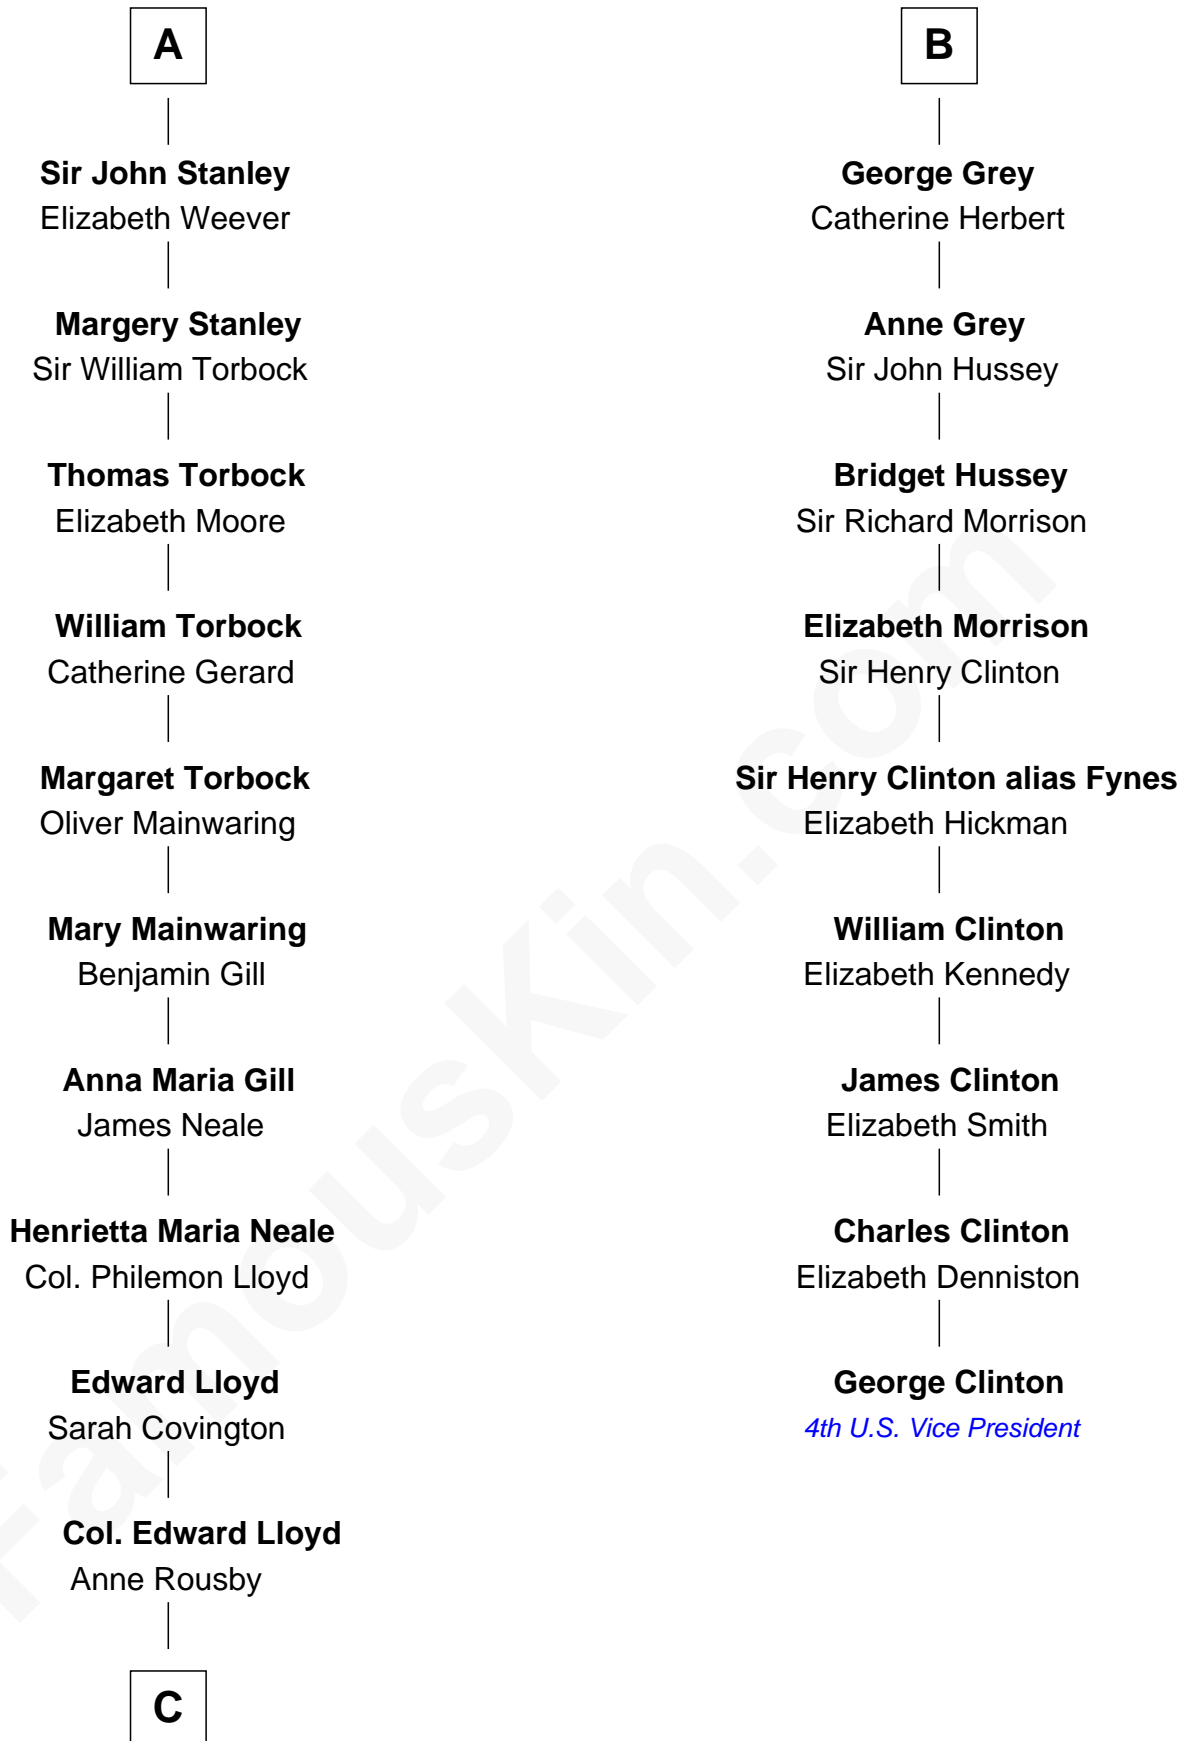 A
Sir John Stanley
Elizabeth Weever
Margery Stanley
Sir William Torbock
Thomas Torbock
Elizabeth Moore
William Torbock
Catherine Gerard
Margaret Torbock
Oliver Mainwaring
Mary Mainwaring
Benjamin Gill
Anna Maria Gill
James Neale
Henrietta Maria Neale
Col. Philemon Lloyd
Edward Lloyd
Sarah Covington
Col. Edward Lloyd
Anne Rousby
C
B
George Grey
Catherine Herbert
Anne Grey
Sir John Hussey
Bridget Hussey
Sir Richard Morrison
Elizabeth Morrison
Sir Henry Clinton
Sir Henry Clinton alias Fynes
Elizabeth Hickman
William Clinton
Elizabeth Kennedy
James Clinton
Elizabeth Smith
Charles Clinton
Elizabeth Denniston
George Clinton
4th U.S. Vice President
FamousKin.com